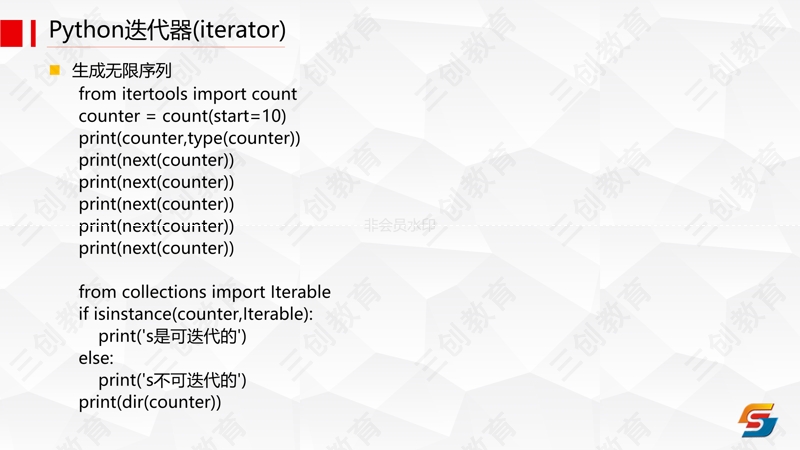 Python迭代器(iterator)
生成无限序列
from itertools import count
counter = count(start=10)
print(counter,type(counter))
print(next(counter))
print(next(counter))
print(next(counter))
print(next(counter))
print(next(counter))
from collections import Iterable
if isinstance(counter,Iterable):
print('s是可迭代的')
else:
print('s不可迭代的')
print(dir(counter))
非会员水印
三创教育